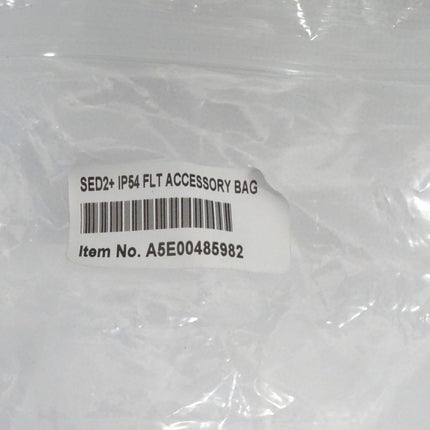 SED2+ IP54 FLT ACCESSORY BAG
Item No. A5E00485982